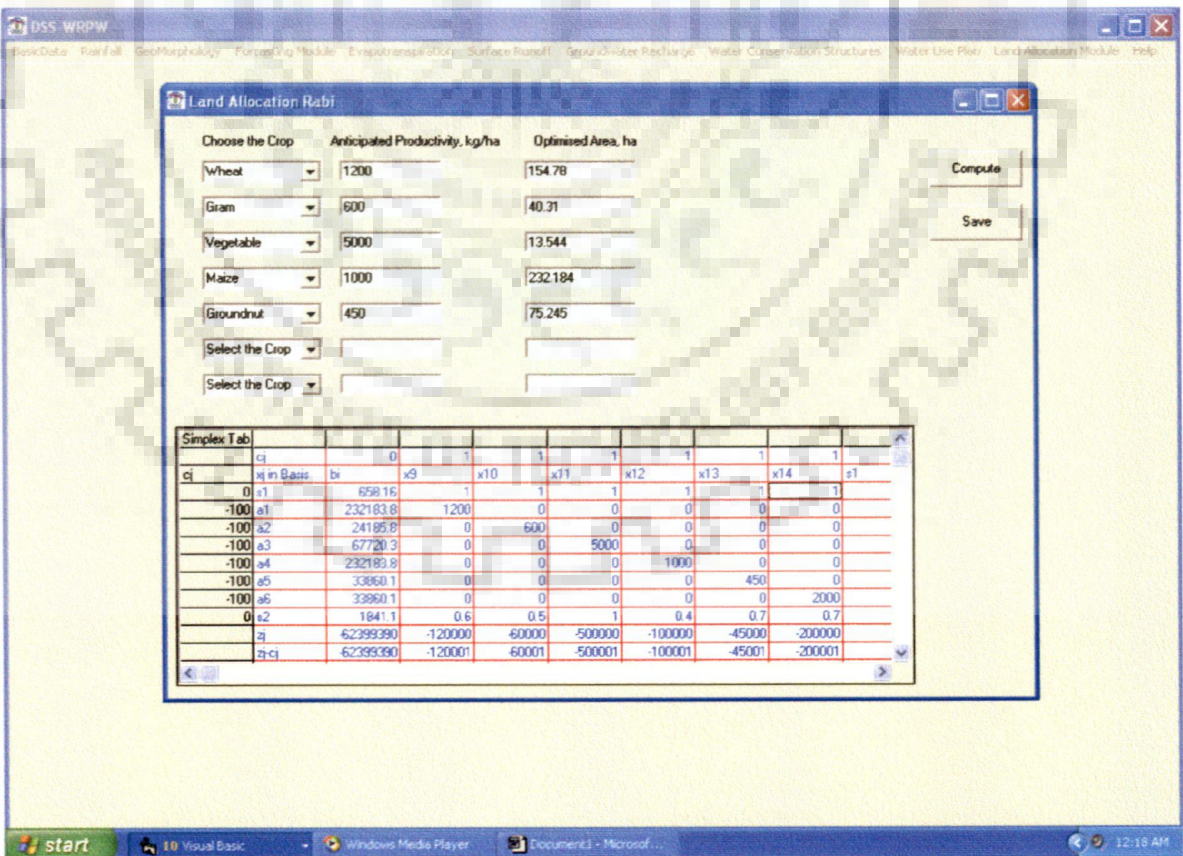 DSS WRPW
BasicData Rainfall GeoMorphology Forcasting Module Evapotranspiration Surface Runoff Groundwater Recharge Water Conservation Structures Water Use Plan Land Allocation Module Help
Land Allocation Rabi
Choose the Crop Anticipated Productivity, kg/ha Optimised Area, ha
Wheat 1200 154.78 Compute
Gram 600 40.31 Save
Vegetable 5000 13.544
Maize 1000 232.184
Groundnut 450 75.245
Select the Crop
Select the Crop
Simplex Tab
cj 0 1 1 1 1 1 1
cj xj in Basis bi x9 x10 x11 x12 x13 x14 s1
0 s1 658.16 1 1 1 1 1 1
-100 a1 232183.8 1200 0 0 0 0 0
-100 a2 24185.8 0 600 0 0 0 0
-100 a3 67720.3 0 0 5000 0 0 0
-100 a4 232183.8 0 0 0 1000 0 0
-100 a5 33860.1 0 0 0 0 450 0
-100 a6 33860.1 0 0 0 0 0 2000
0 s2 1841.1 0.6 0.5 1 0.4 0.7 0.7
zj -62399390 -120000 -60000 -500000 -100000 -45000 -200000
zj-cj -62399390 -120001 -60001 -500001 -100001 -45001 -200001
start 10 Visual Basic Windows Media Player Document3 - Microsof... 12:18 AM